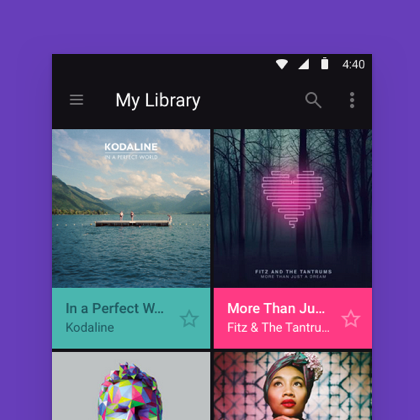 4:40
My Library
KODALINE
IN A PERFECT WORLD
FITZ AND THE TANTRUMS
MORE THAN JUST A DREAM
In a Perfect W...
Kodaline
More Than Ju...
Fitz & The Tantru...